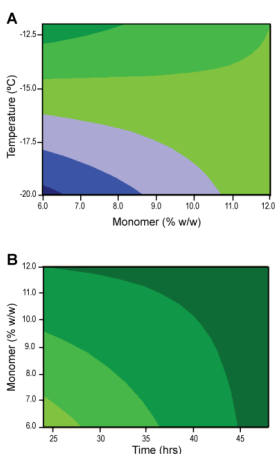 A
-12.5
-15.0
-17.5
-20.0
Temperature (ºC)
6.0 7.0 8.0 9.0 10.0 11.0 12.0
Monomer (% w/w)
B
12.0
11.0
10.0
9.0
8.0
7.0
6.0
Monomer (% w/w)
25 30 35 40 45
Time (hrs)